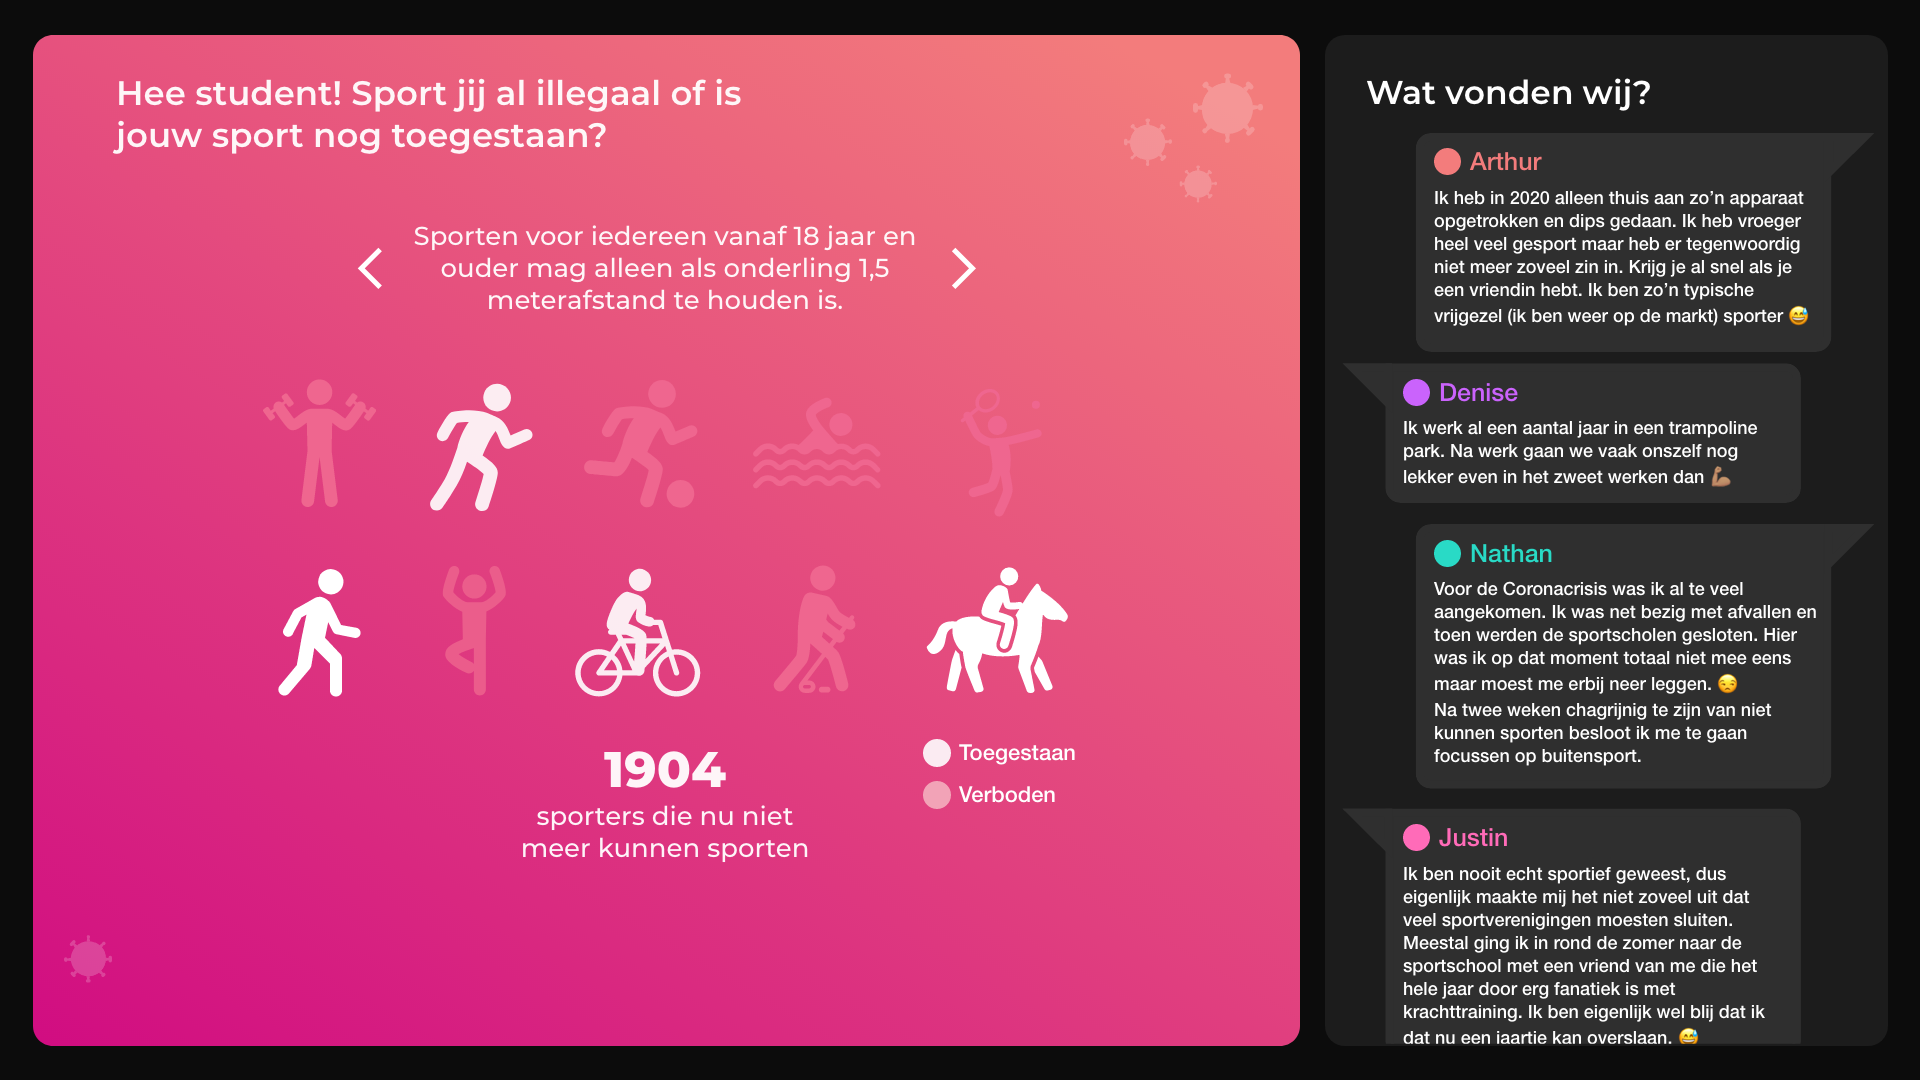 Hee student! Sport jij al illegaal of is
jouw sport nog toegestaan?
Sporten voor iedereen vanaf 18 jaar en
ouder mag alleen als onderling 1,5
meterafstand te houden is.
1904
sporters die nu niet
meer kunnen sporten
Toegestaan
Verboden
Wat vonden wij?
Arthur
Ik heb in 2020 alleen thuis aan zo’n apparaat
opgetrokken en dips gedaan. Ik heb vroeger
heel veel gesport maar heb er tegenwoordig
niet meer zoveel zin in. Krijg je al snel als je
een vriendin hebt. Ik ben zo’n typische
vrijgezel (ik ben weer op de markt) sporter 😅
Denise
Ik werk al een aantal jaar in een trampoline
park. Na werk gaan we vaak onszelf nog
lekker even in het zweet werken dan 💪🏽
Nathan
Voor de Coronacrisis was ik al te veel
aangekomen. Ik was net bezig met afvallen en
toen werden de sportscholen gesloten. Hier
was ik op dat moment totaal niet mee eens
maar moest me erbij neer leggen. 😒
Na twee weken chagrijnig te zijn van niet
kunnen sporten besloot ik me te gaan
focussen op buitensport.
Justin
Ik ben nooit echt sportief geweest, dus
eigenlijk maakte mij het niet zoveel uit dat
veel sportverenigingen moesten sluiten.
Meestal ging ik in rond de zomer naar de
sportschool met een vriend van me die het
hele jaar door erg fanatiek is met
krachttraining. Ik ben eigenlijk wel blij dat ik
dat nu een jaartje kan overslaan. 😅